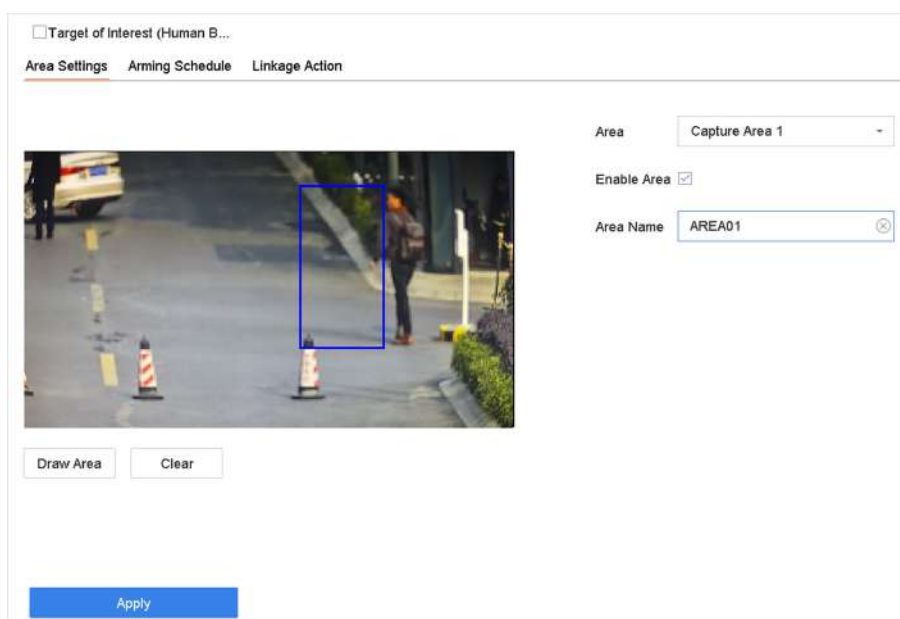 Target of Interest (Human B...
Area Settings Arming Schedule Linkage Action
Area Capture Area 1
Enable Area
Area Name AREA01
Draw Area Clear
Apply